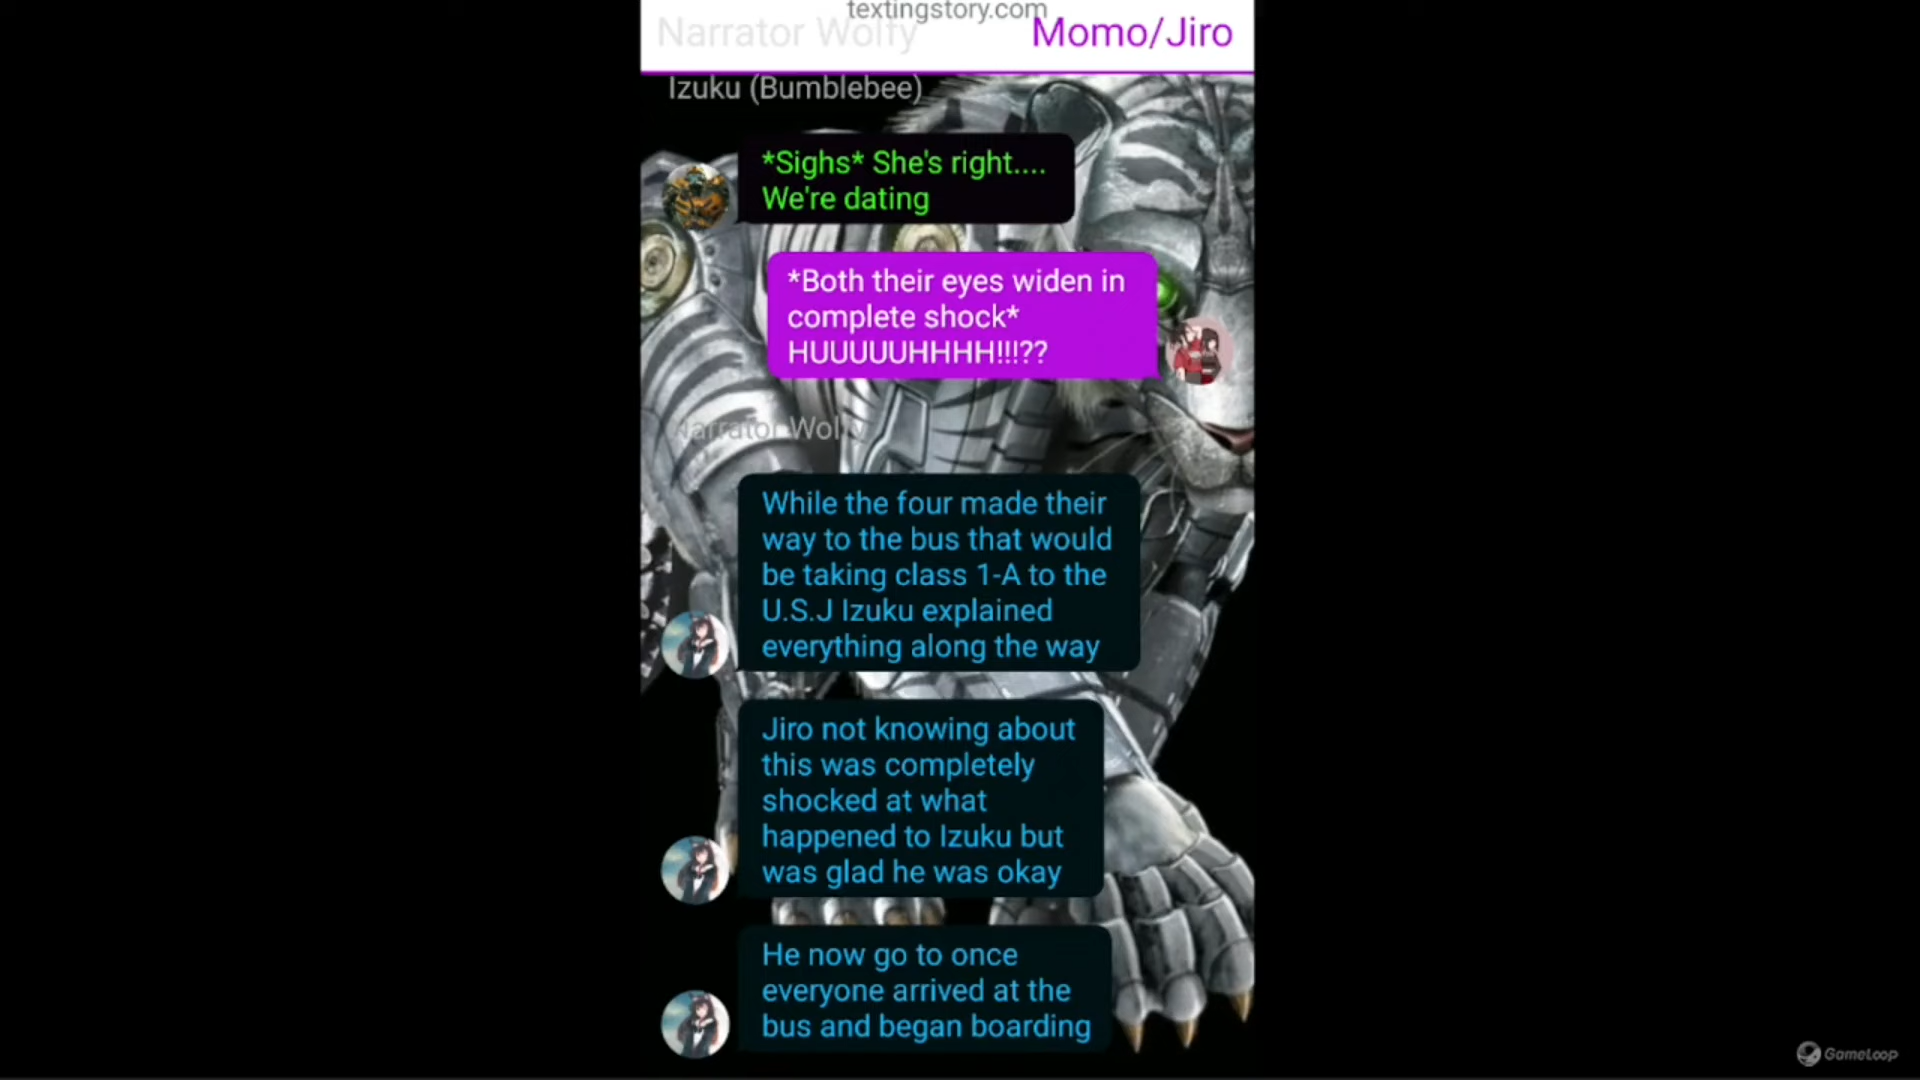 textingstory.com
Narrator Wolfy
Momo/Jiro
Izuku (Bumblebee)
*Sighs* She's right....
We're dating
*Both their eyes widen in
complete shock*
HUUUUUHHHH!!!??
Narrator Wolfy
While the four made their
way to the bus that would
be taking class 1-A to the
U.S.J Izuku explained
everything along the way
Jiro not knowing about
this was completely
shocked at what
happened to Izuku but
was glad he was okay
He now go to once
everyone arrived at the
bus and began boarding
GameLoop